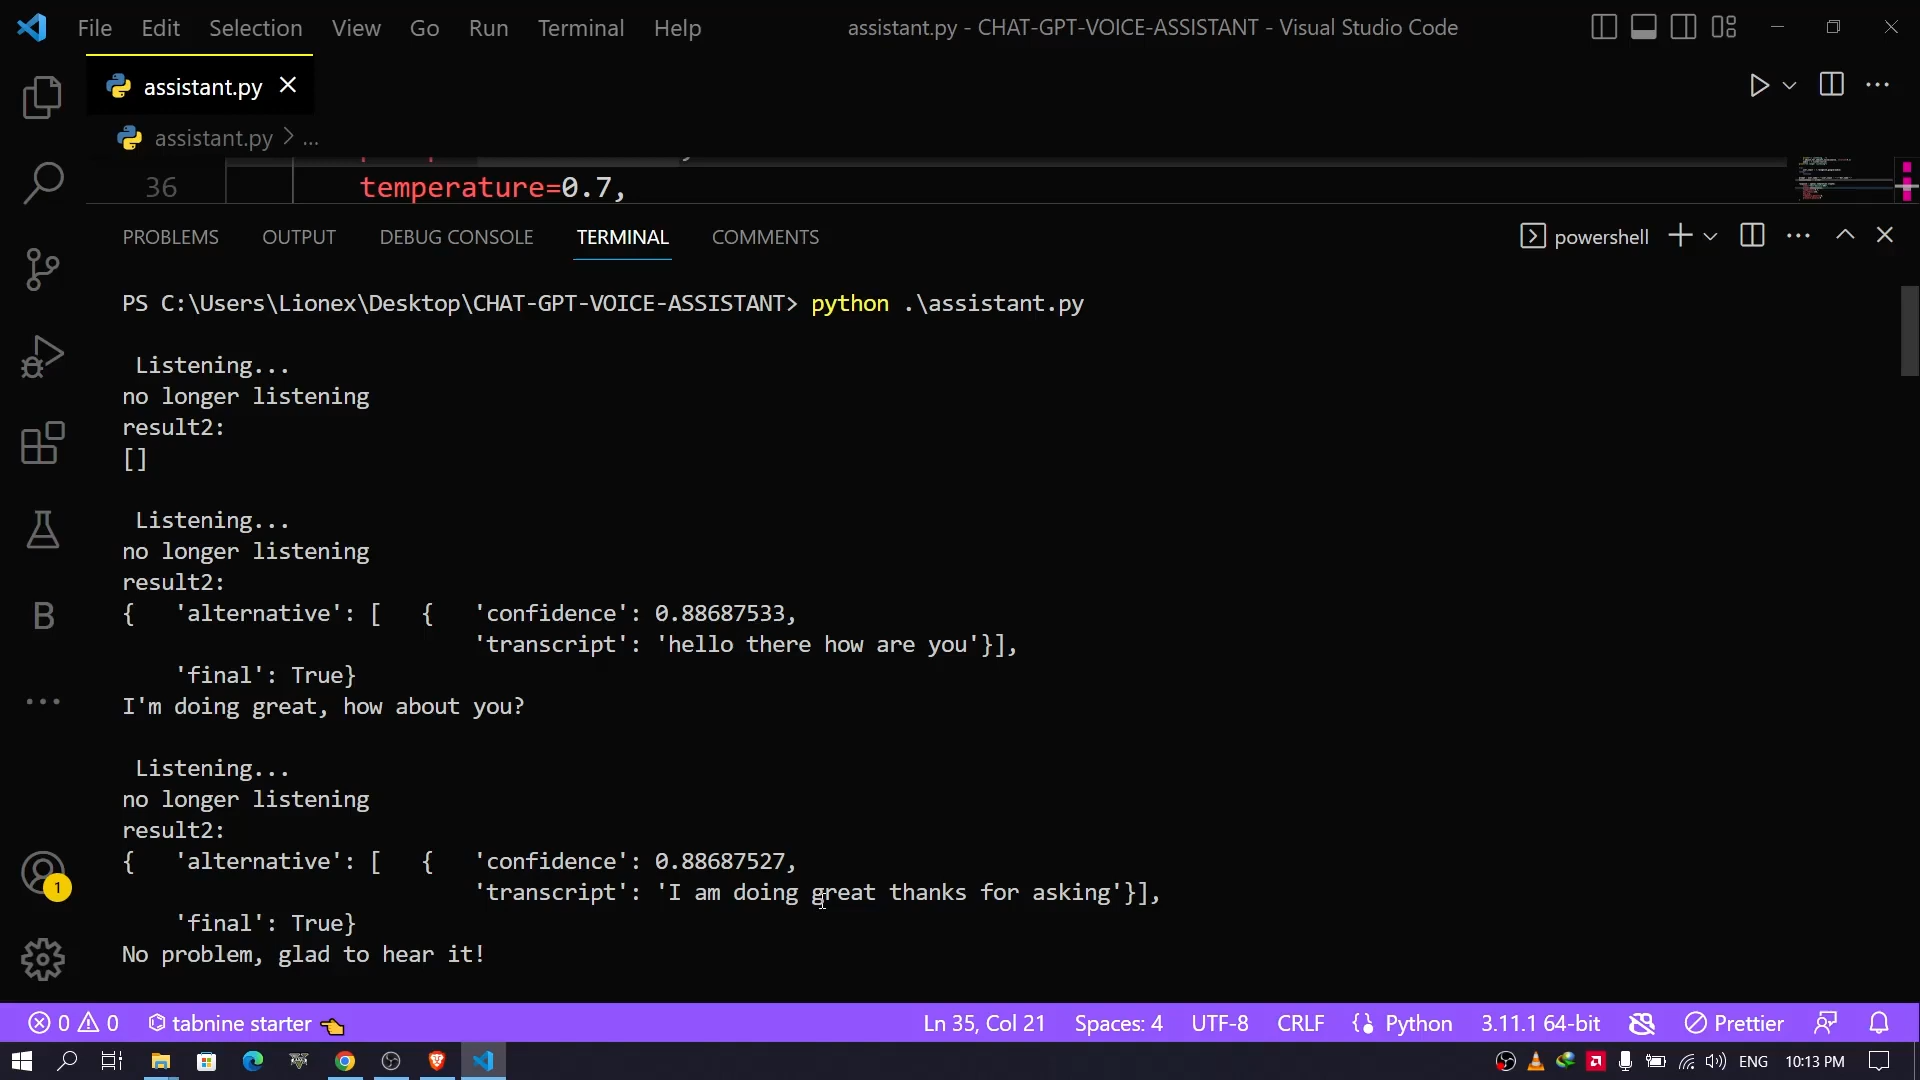 File Edit Selection View Go Run Terminal Help assistant.py - CHAT-GPT-VOICE-ASSISTANT - Visual Studio Code
assistant.py
assistant.py > ...
36 temperature=0.7,
PROBLEMS OUTPUT DEBUG CONSOLE TERMINAL COMMENTS powershell
PS C:\Users\Lionex\Desktop\CHAT-GPT-VOICE-ASSISTANT> python .\assistant.py
Listening...
no longer listening
result2:
[]
Listening...
no longer listening
result2:
{   'alternative': [   {   'confidence': 0.88687533,
'transcript': 'hello there how are you'}],
'final': True}
I'm doing great, how about you?
Listening...
no longer listening
result2:
{   'alternative': [   {   'confidence': 0.88687527,
'transcript': 'I am doing great thanks for asking'}],
'final': True}
No problem, glad to hear it!
B
1
0 0 tabnine starter Ln 35, Col 21 Spaces: 4 UTF-8 CRLF Python 3.11.1 64-bit Prettier
ENG 10:13 PM